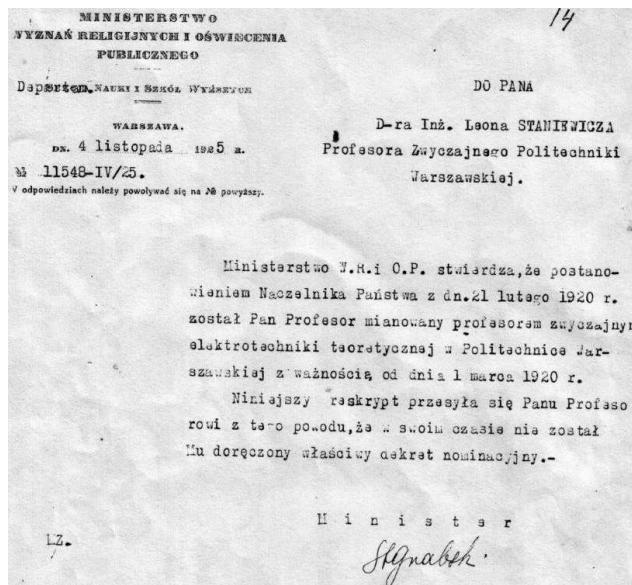 14
MINISTERSTWO
WYZNAŃ RELIGIJNYCH I OŚWIECENIA
PUBLICZNEGO
Departam. NAUKI I SZKÓŁ WYŻSZYCH
WARSZAWA.
DN. 4 listopada 1925 R.
№ 11548-IV/25.
W odpowiedziach należy powoływać się na № powyższy.
DO PANA
D-ra Inż. Leona STANIEWICZA
Profesora Zwyczajnego Politechniki
Warszawskiej.
Ministerstwo W.R.i O.P. stwierdza,że postano-
wieniem Naczelnika Państwa z dn.21 lutego 1920 r.
został Pan Profesor mianowany profesorem zwyczajnym
elektrotechniki teoretycznej w Politechnice War-
szawskiej z ważnością od dnia 1 marca 1920 r.
Niniejszy reskrypt przesyła się Panu Profeso
rowi z tego powodu,że w swoim czasie nie został
Mu doręczony właściwy dekret nominacyjny.-
M i n i s t e r
LZ.